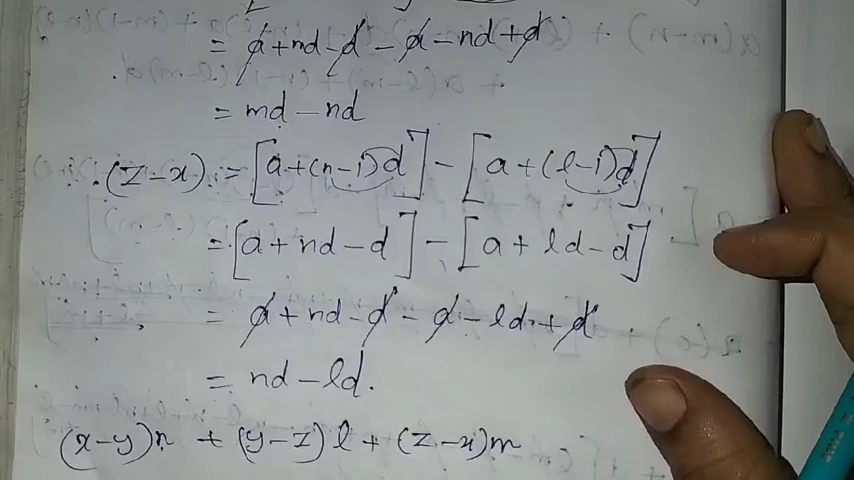 = a + nd - d - a - nd + d
= md - nd
(z-x) = [a+(n-1)d] - [a+(l-1)d]
= [a + nd - d] - [a + ld - d]
= a + nd - d - a - ld + d
= nd - ld.
(x-y)n + (y-z)l + (z-x)m